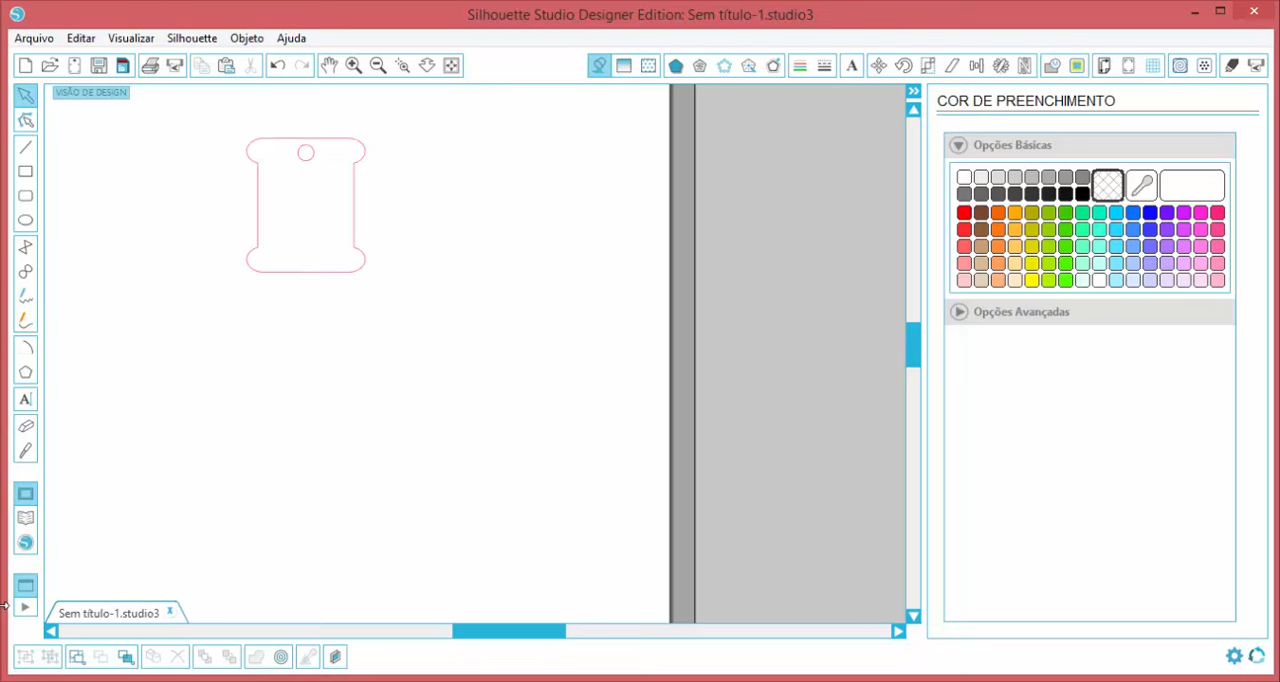 Silhouette Studio Designer Edition: Sem título-1.studio3
Arquivo Editar Visualizar Silhouette Objeto Ajuda
VISÃO DE DESIGN
COR DE PREENCHIMENTO
Opções Básicas
Opções Avançadas
Sem título-1.studio3